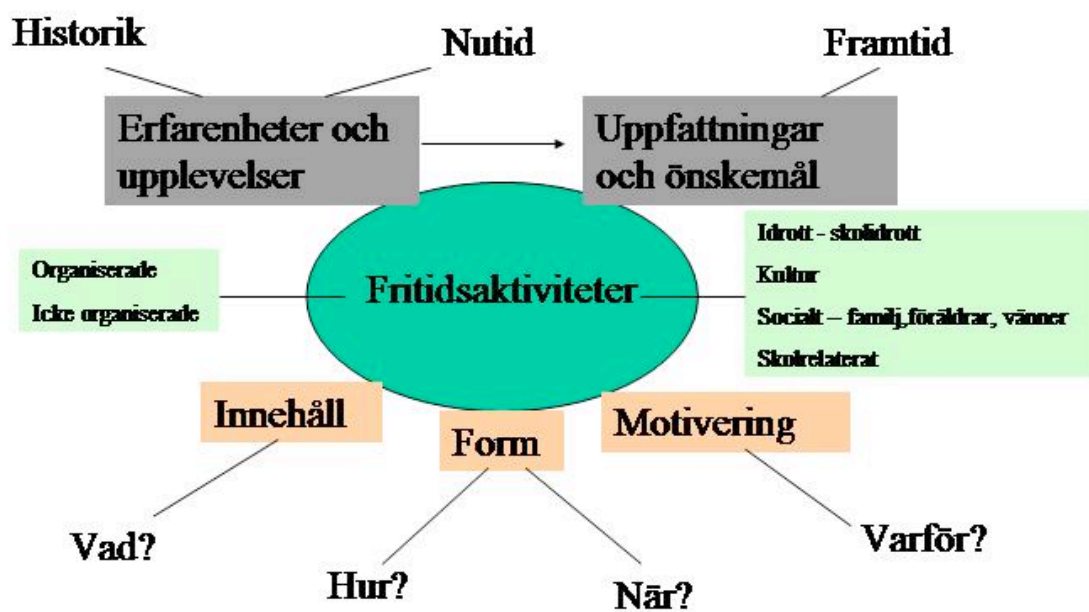 Historik
Nutid
Framtid
Erfarenheter och
upplevelser
Uppfattningar
och önskemål
Organiserade
Icke organiserade
Fritidsaktiviteter
Idrott - skolidrott
Kultur
Socialt – familj,föräldrar, vänner
Skolrelaterat
Innehåll
Form
Motivering
Vad?
Hur?
När?
Varför?